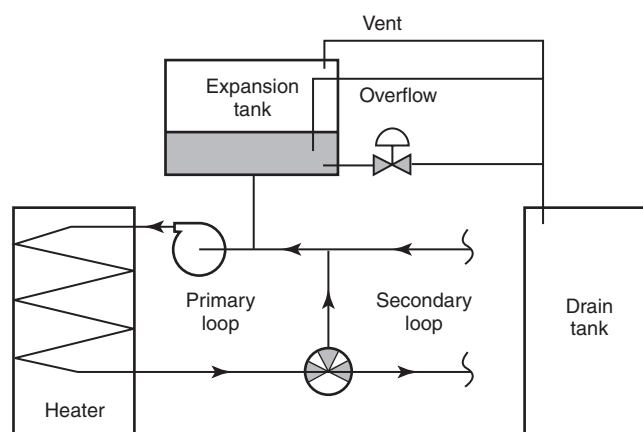 Vent
Expansion
tank
Overflow
Primary
loop
Secondary
loop
Drain
tank
Heater